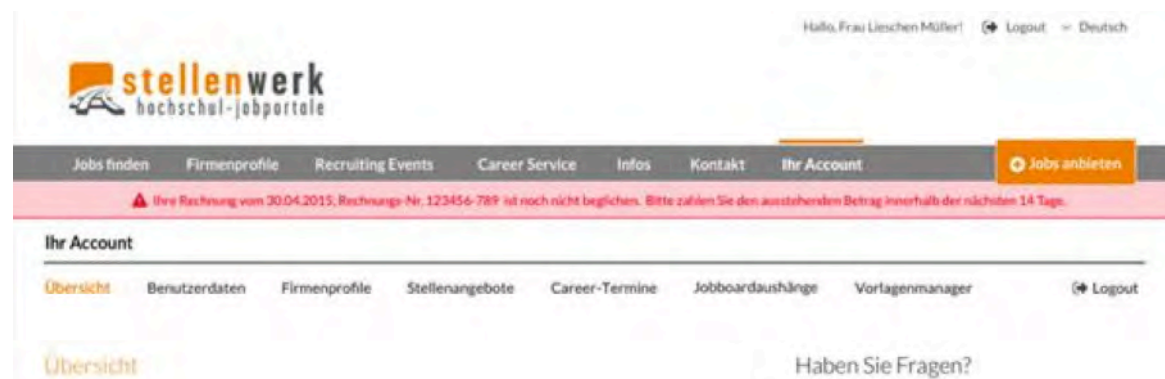 Hallo, Frau Lieschen Müller! Logout Deutsch
stellenwerk
hochschul-jobportale
Jobs finden Firmenprofile Recruiting Events Career Service Infos Kontakt Ihr Account Jobs anbieten
Ihre Rechnung vom 30.04.2015, Rechnungs-Nr. 123456-789 ist noch nicht beglichen. Bitte zahlen Sie den ausstehenden Betrag innerhalb der nächsten 14 Tage.
Ihr Account
Übersicht Benutzerdaten Firmenprofile Stellenangebote Career-Termine Jobboardaushänge Vorlagenmanager Logout
Übersicht Haben Sie Fragen?